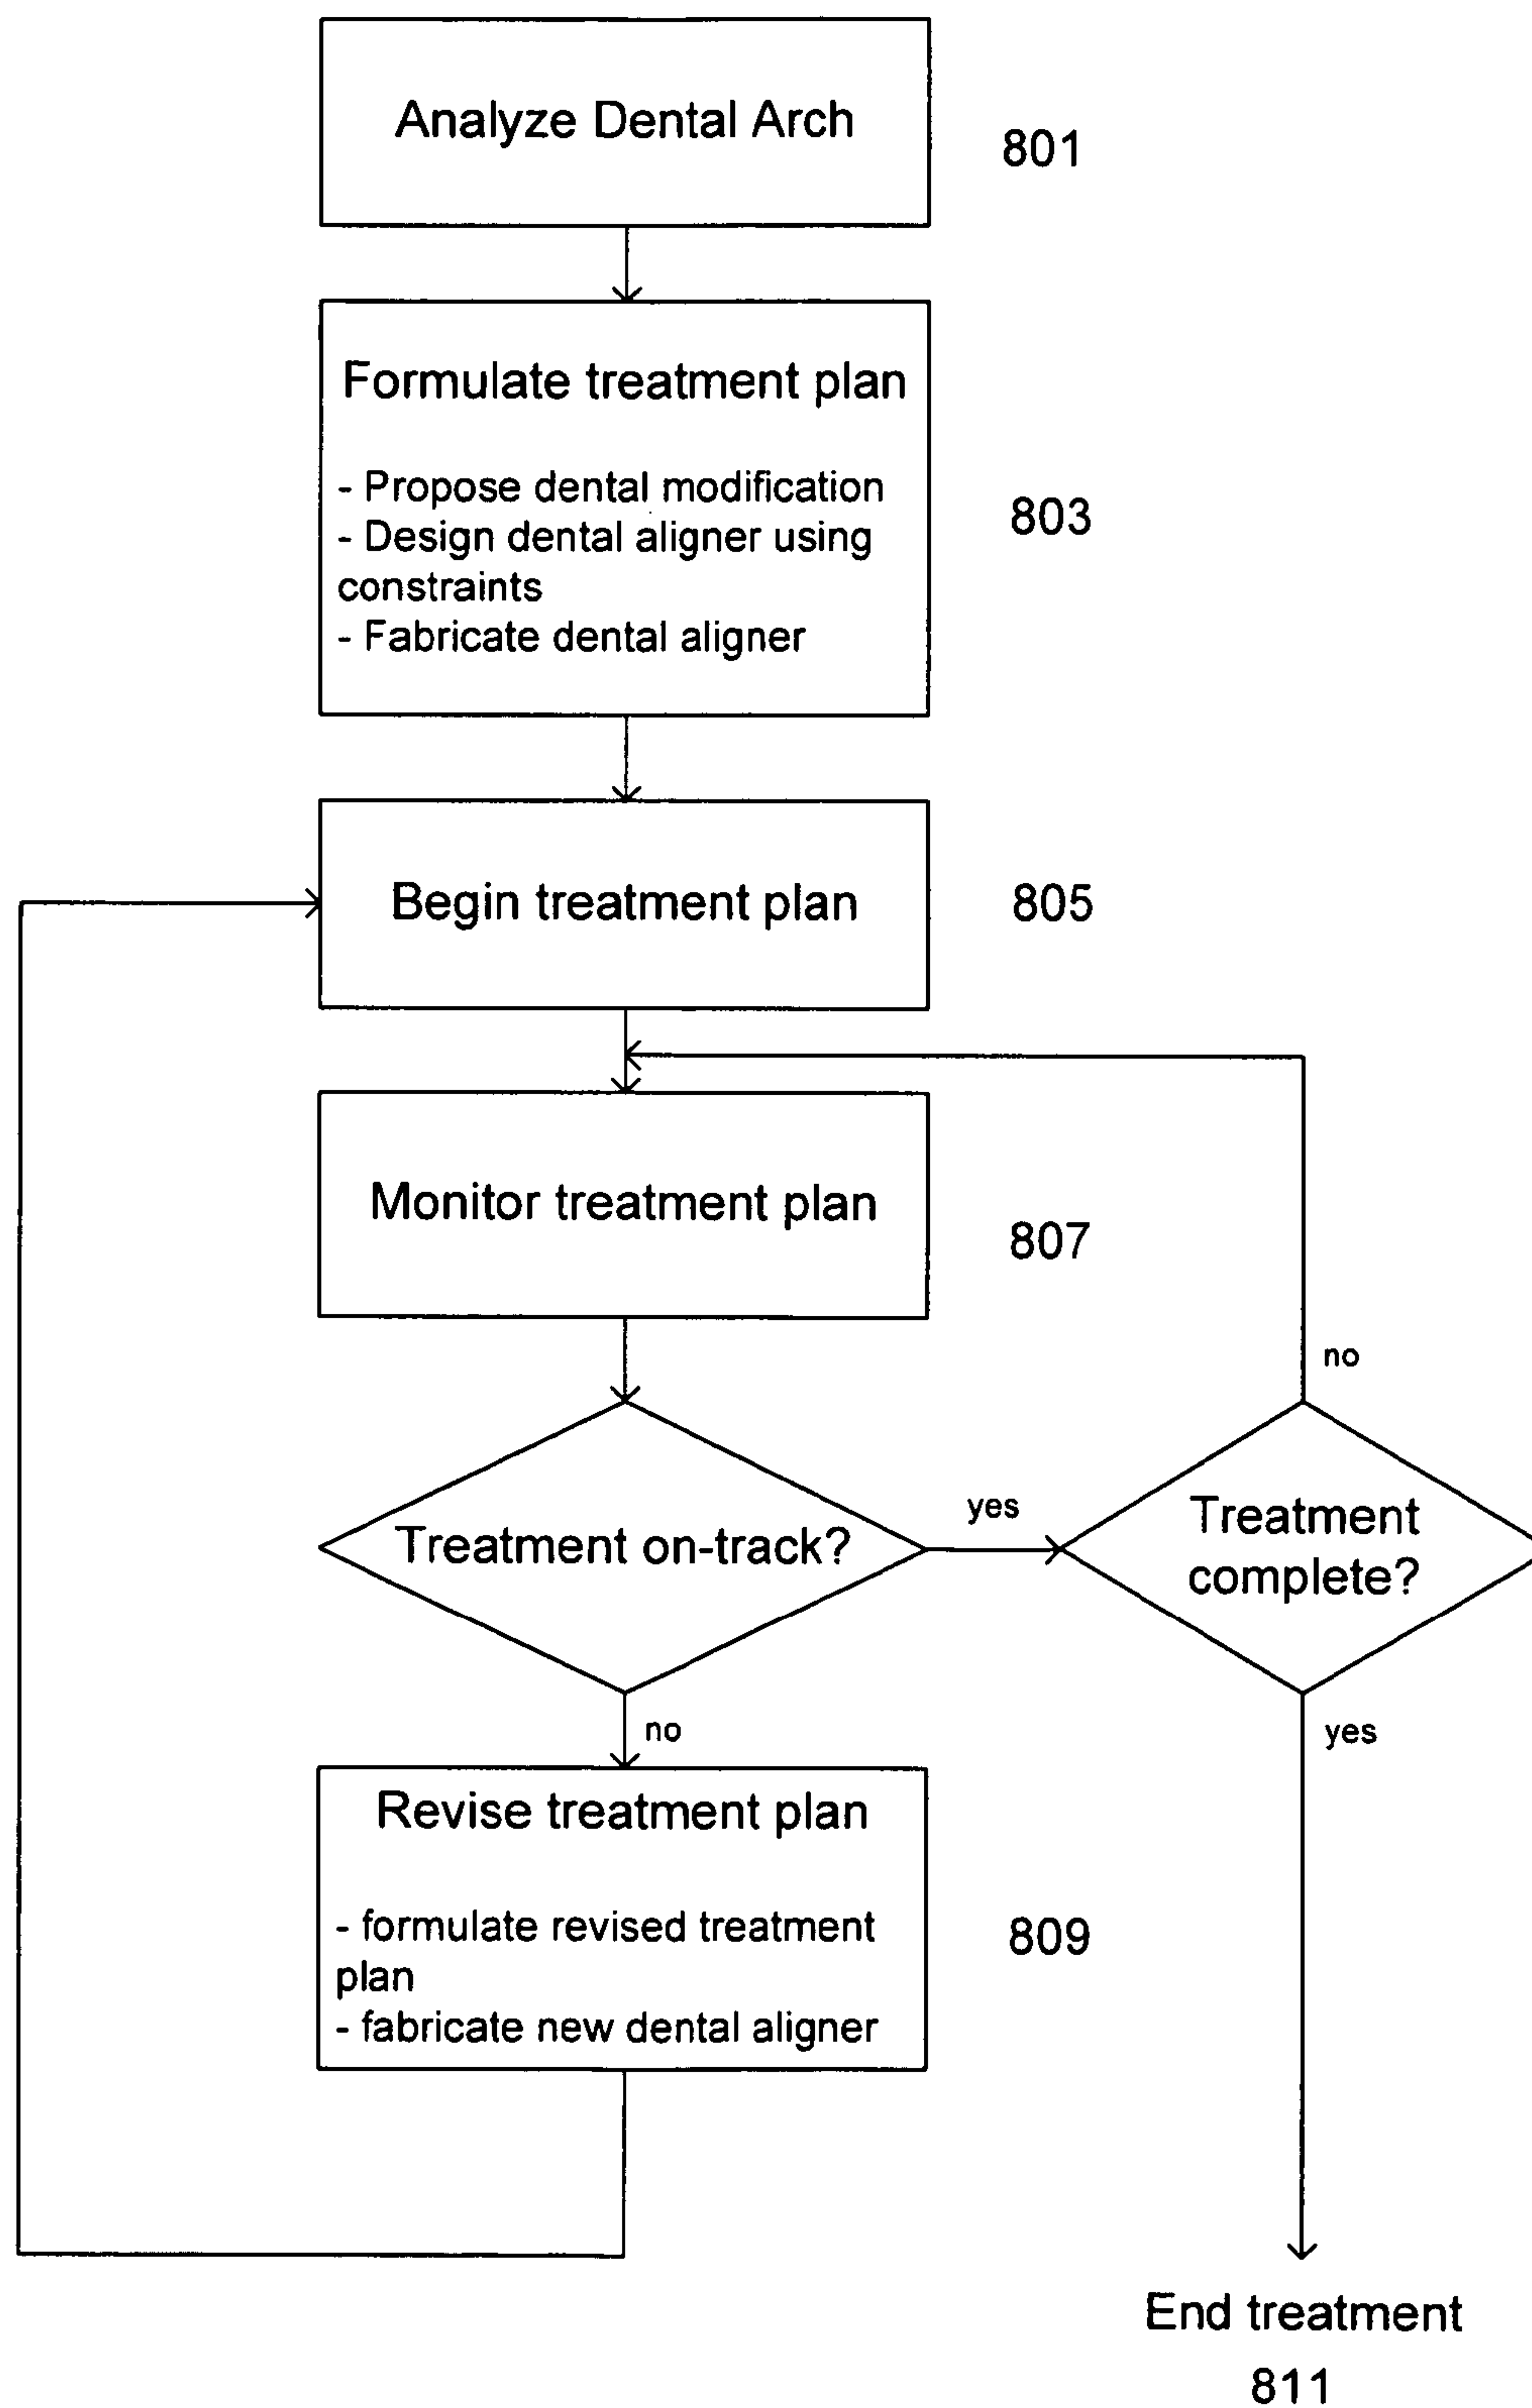 Analyze Dental Arch
801
Formulate treatment plan
- Propose dental modification
- Design dental aligner using
constraints
- Fabricate dental aligner
803
Begin treatment plan
805
Monitor treatment plan
807
no
Treatment on-track?
yes
Treatment
complete?
no
yes
Revise treatment plan
- formulate revised treatment
plan
- fabricate new dental aligner
809
End treatment
811